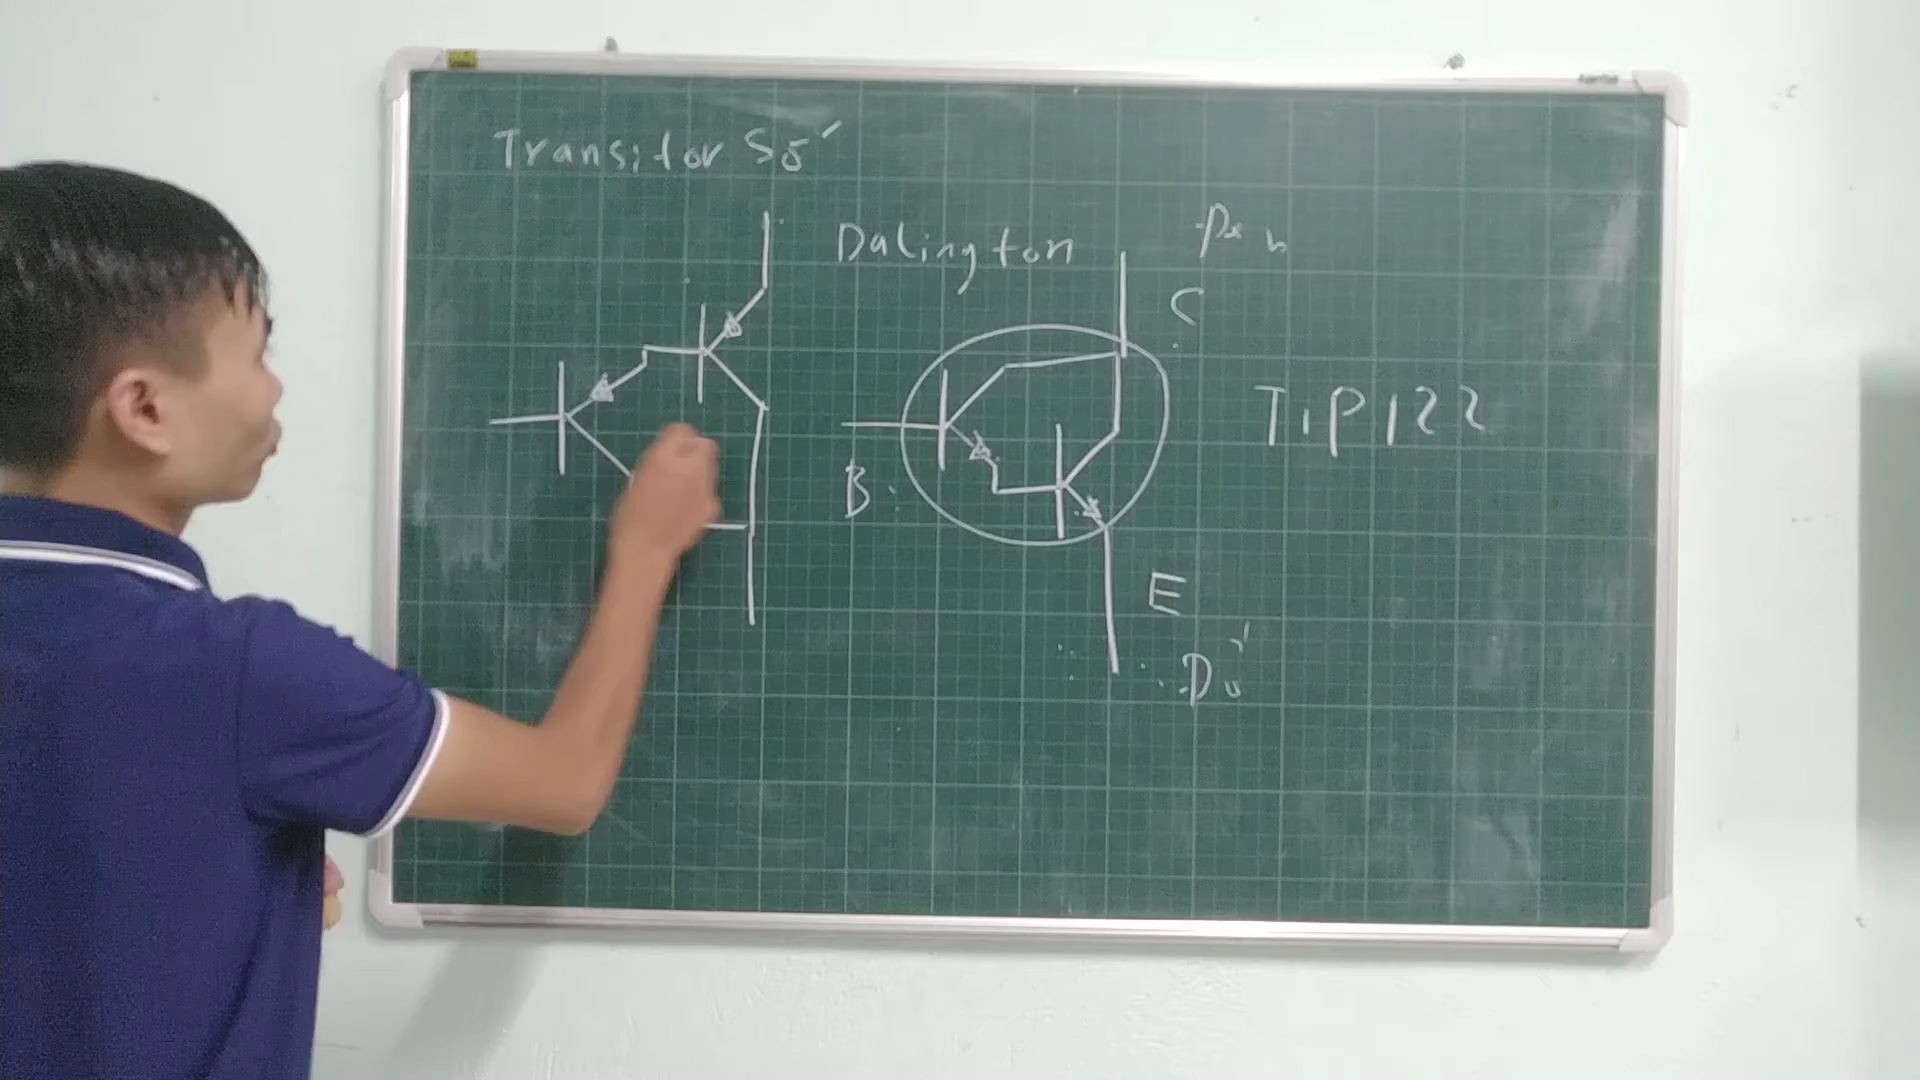 Transitor Số
Dalington
C
TIP122
B
E